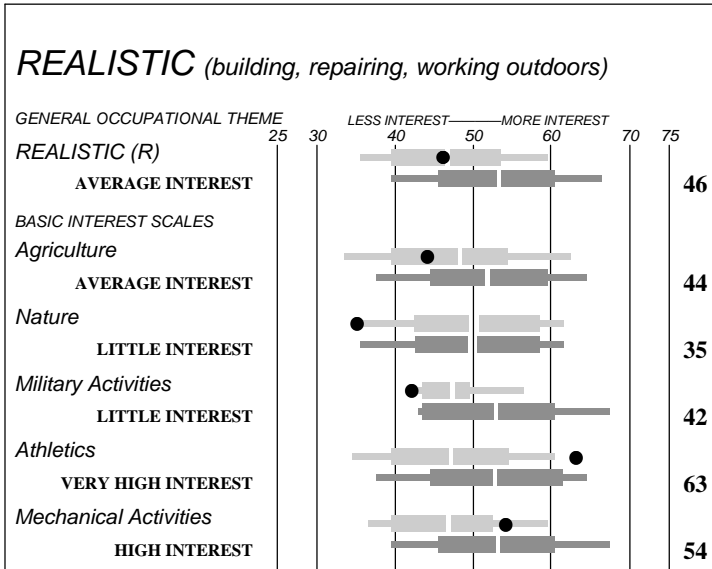 REALISTIC (building, repairing, working outdoors)
GENERAL OCCUPATIONAL THEME LESS INTEREST MORE INTEREST
25 30 40 50 60 70 75
REALISTIC (R)
AVERAGE INTEREST 46
BASIC INTEREST SCALES
Agriculture
AVERAGE INTEREST 44
Nature
LITTLE INTEREST 35
Military Activities
LITTLE INTEREST 42
Athletics
VERY HIGH INTEREST 63
Mechanical Activities
HIGH INTEREST 54